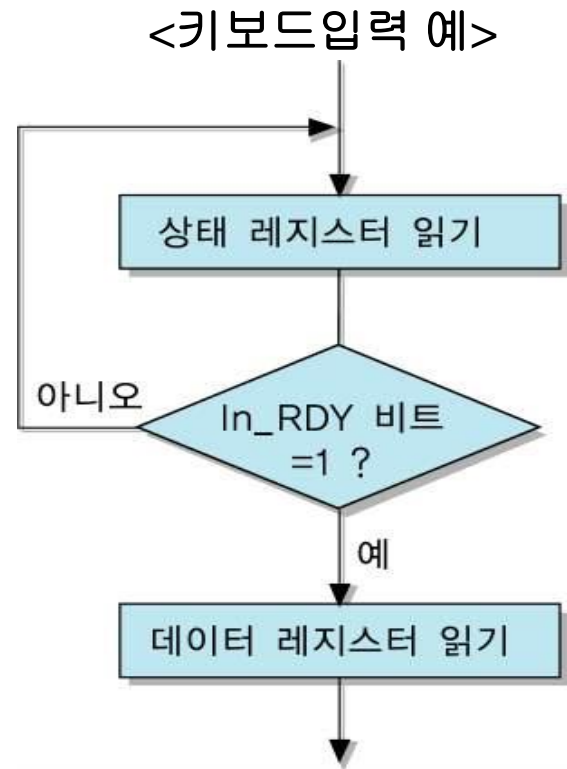 <키보드입력 예>
상태 레지스터 읽기
아니오
In_RDY 비트
=1 ?
예
데이터 레지스터 읽기